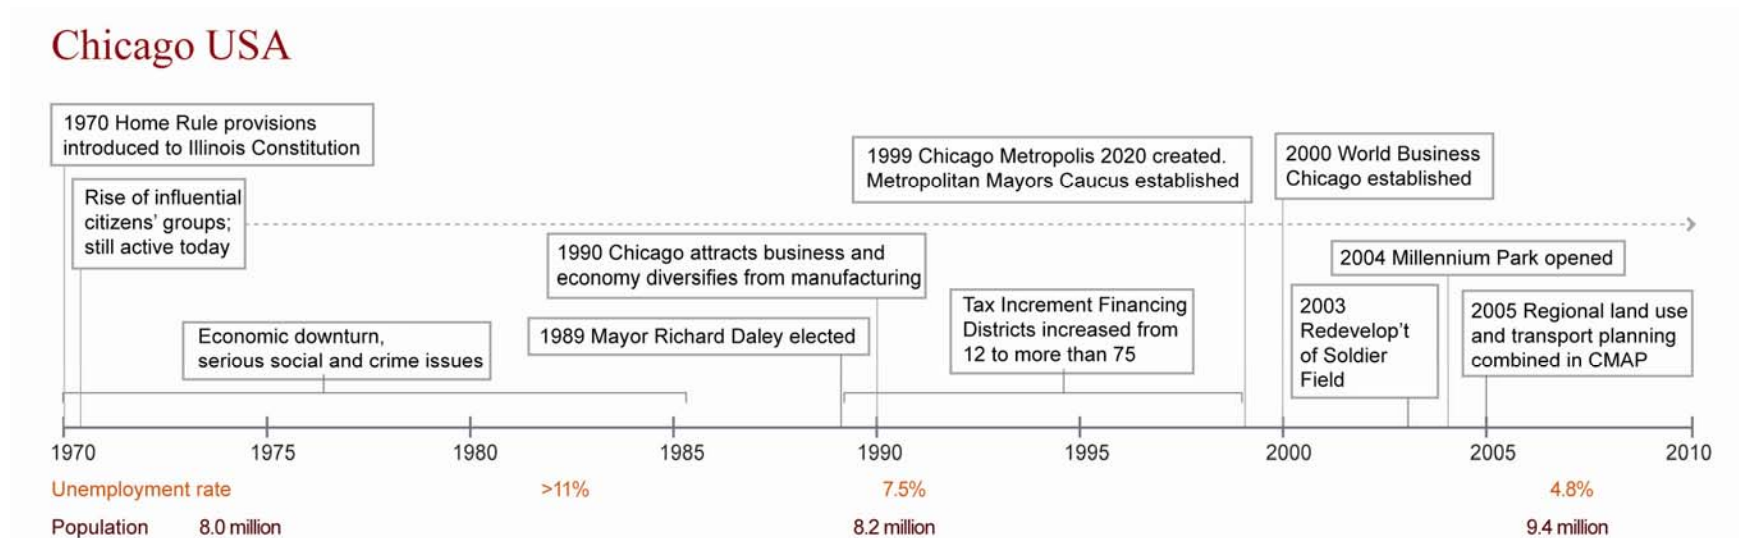 Chicago USA
1970 Home Rule provisions
introduced to Illinois Constitution
Rise of influential
citizens’ groups;
still active today
Economic downturn,
serious social and crime issues
1990 Chicago attracts business and
economy diversifies from manufacturing
1989 Mayor Richard Daley elected
1999 Chicago Metropolis 2020 created.
Metropolitan Mayors Caucus established
Tax Increment Financing
Districts increased from
12 to more than 75
2000 World Business
Chicago established
2004 Millennium Park opened
2003
Redevelop’t
of Soldier
Field
2005 Regional land use
and transport planning
combined in CMAP
1970 1975 1980 1985 1990 1995 2000 2005 2010
Unemployment rate >11% 7.5% 4.8%
Population 8.0 million 8.2 million 9.4 million